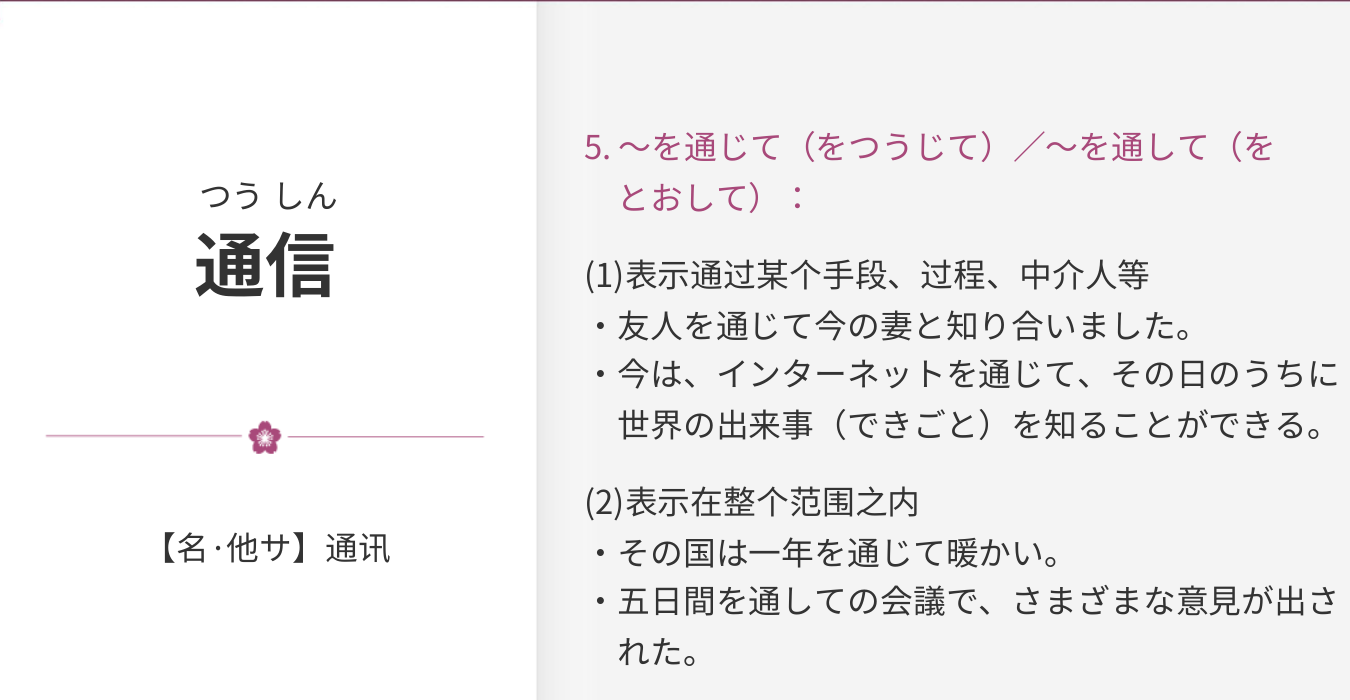 つう しん
通信
【名·他サ】通讯
5. ～を通じて（をつうじて）／～を通して（を
とおして）：
(1)表示通过某个手段、过程、中介人等
・友人を通じて今の妻と知り合いました。
・今は、インターネットを通じて、その日のうちに
世界の出来事（できごと）を知ることができる。
(2)表示在整个范围之内
・その国は一年を通じて暖かい。
・五日間を通しての会議で、さまざまな意見が出さ
れた。